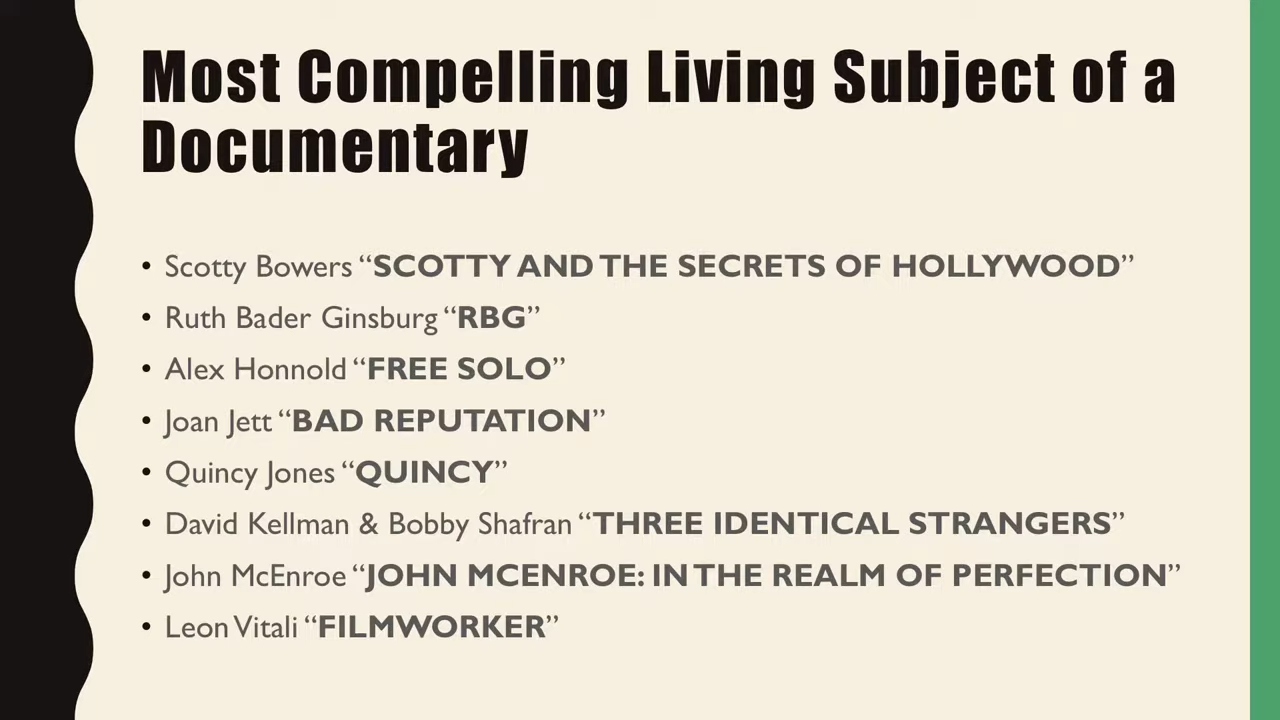 Most Compelling Living Subject of a
Documentary
• Scotty Bowers “SCOTTY AND THE SECRETS OF HOLLYWOOD”
• Ruth Bader Ginsburg “RBG”
• Alex Honnold “FREE SOLO”
• Joan Jett “BAD REPUTATION”
• Quincy Jones “QUINCY”
• David Kellman & Bobby Shafran “THREE IDENTICAL STRANGERS”
• John McEnroe “JOHN MCENROE: IN THE REALM OF PERFECTION”
• Leon Vitali “FILMWORKER”